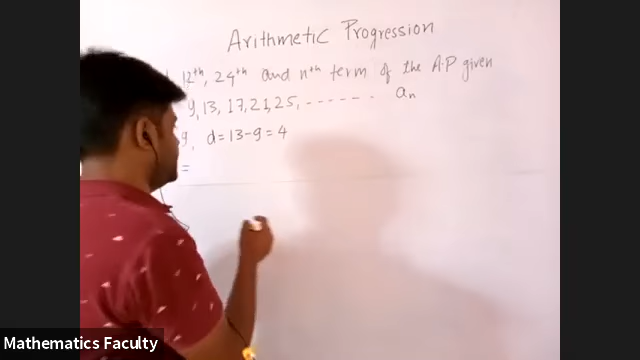 Arithmetic Progression
12th, 24th and nth term of the A.P given
9, 13, 17, 21, 25, ------- an
9, d = 13 - 9 = 4
=
Mathematics Faculty